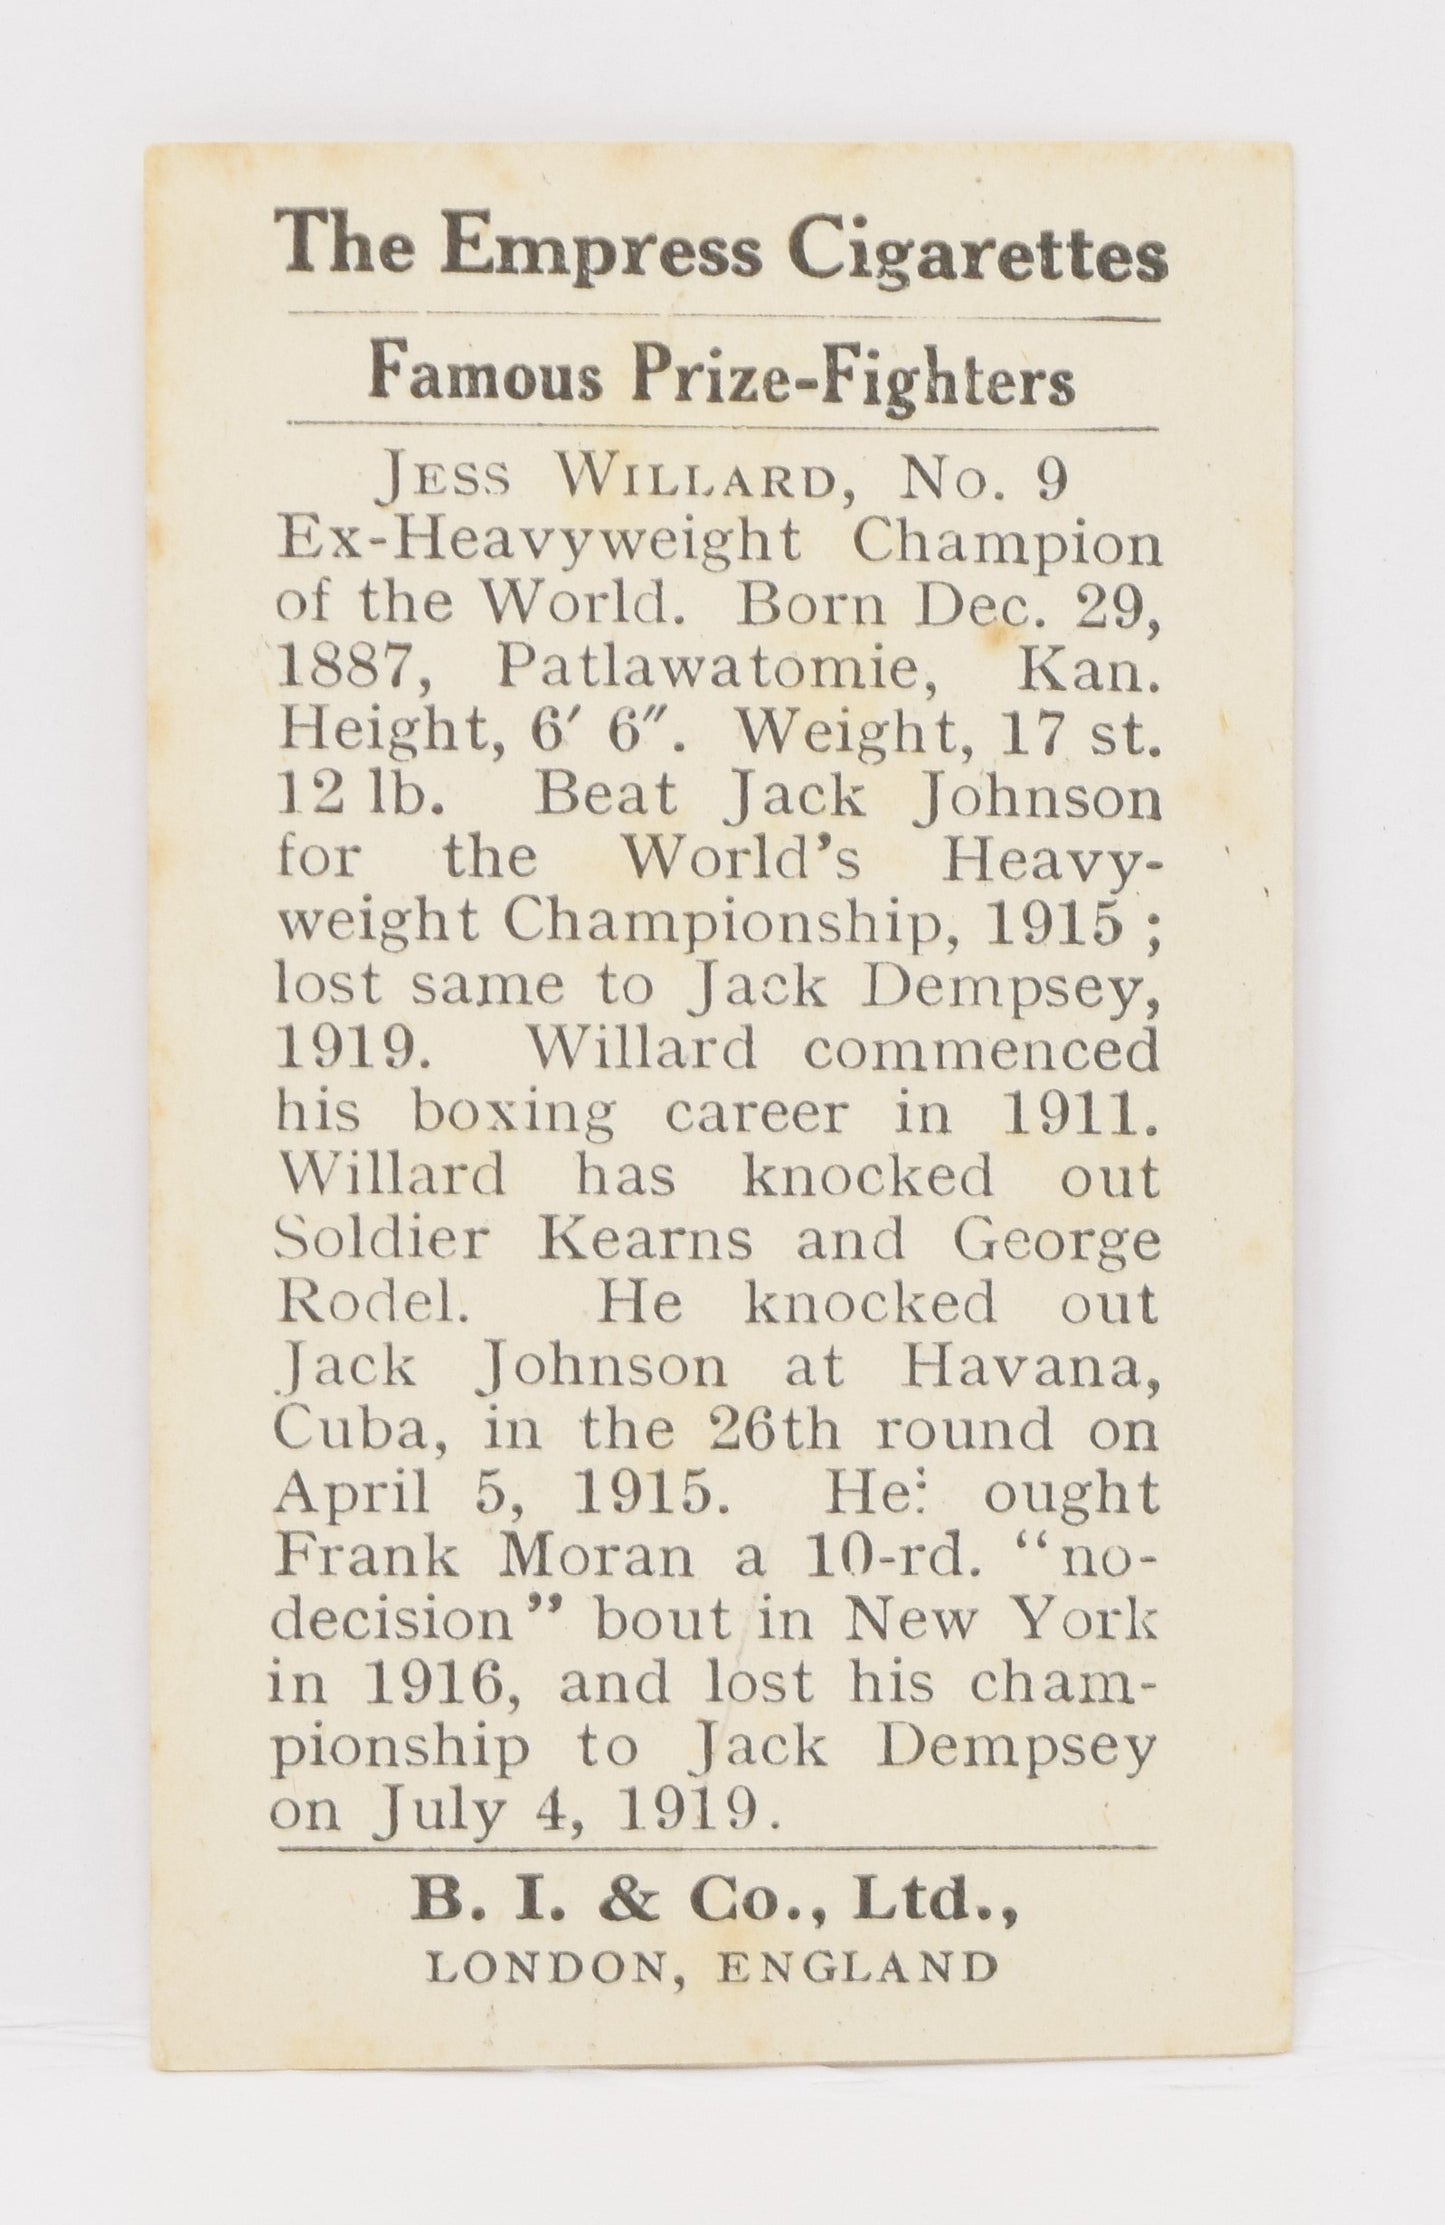 The Empress Cigarettes
Famous Prize-Fighters
JESS WILLARD, No. 9
Ex-Heavyweight Champion
of the World. Born Dec. 29,
1887, Patlawatomie, Kan.
Height, 6′ 6″. Weight, 17 st.
12 lb. Beat Jack Johnson
for the World's Heavy-
weight Championship, 1915 ;
lost same to Jack Dempsey,
1919. Willard commenced
his boxing career in 1911.
Willard has knocked out
Soldier Kearns and George
Rodel. He knocked out
Jack Johnson at Havana,
Cuba, in the 26th round on
April 5, 1915. He: ought
Frank Moran a 10-rd. "no-
decision" bout in New York
in 1916, and lost his cham-
pionship to Jack Dempsey
on July 4, 1919.
B. I. & Co., Ltd.,
LONDON, ENGLAND